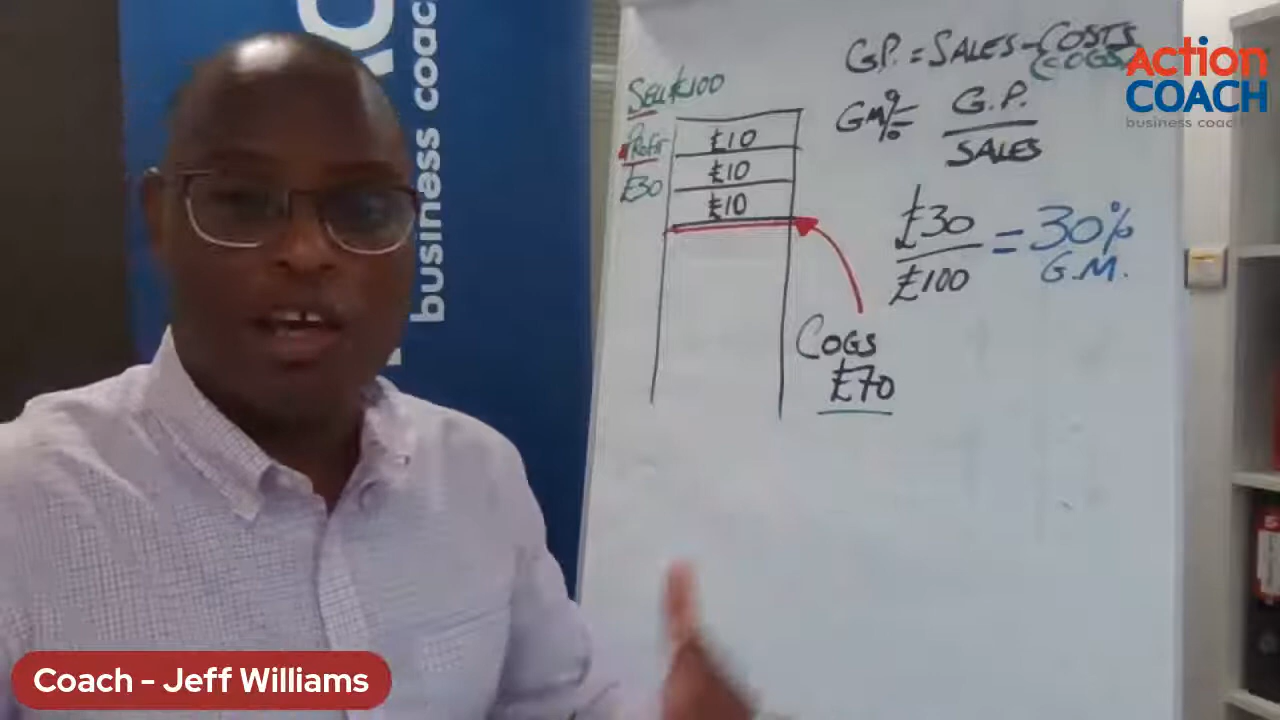 business coac
SELL £100
PROFIT
£30
£10
£10
£10
G.P. = SALES - COSTS
(COGS)
GM% = G.P.
SALES
£30
£100
= 30%
G.M.
COGS
£70
ACTION
COACH
business coach
Coach - Jeff Williams